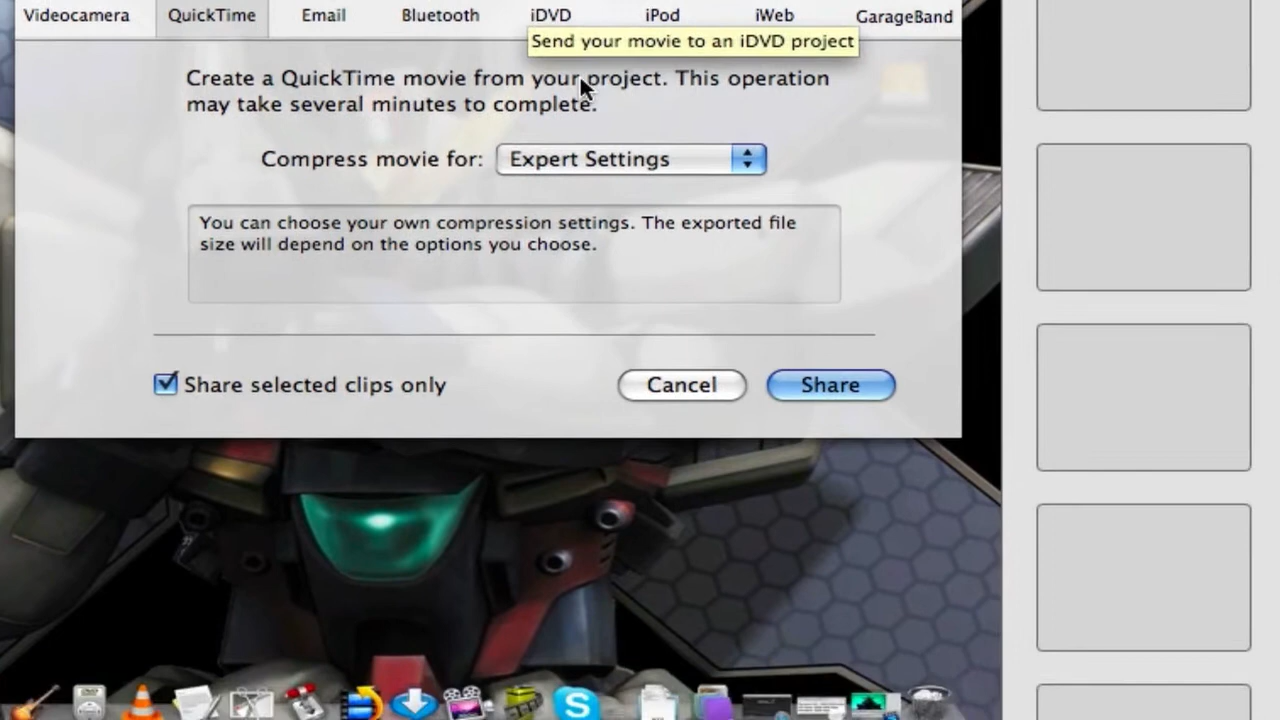 Videocamera QuickTime Email Bluetooth iDVD iPod iWeb GarageBand
Send your movie to an iDVD project
Create a QuickTime movie from your project. This operation
may take several minutes to complete.
Compress movie for: Expert Settings
You can choose your own compression settings. The exported file
size will depend on the options you choose.
Share selected clips only Cancel Share